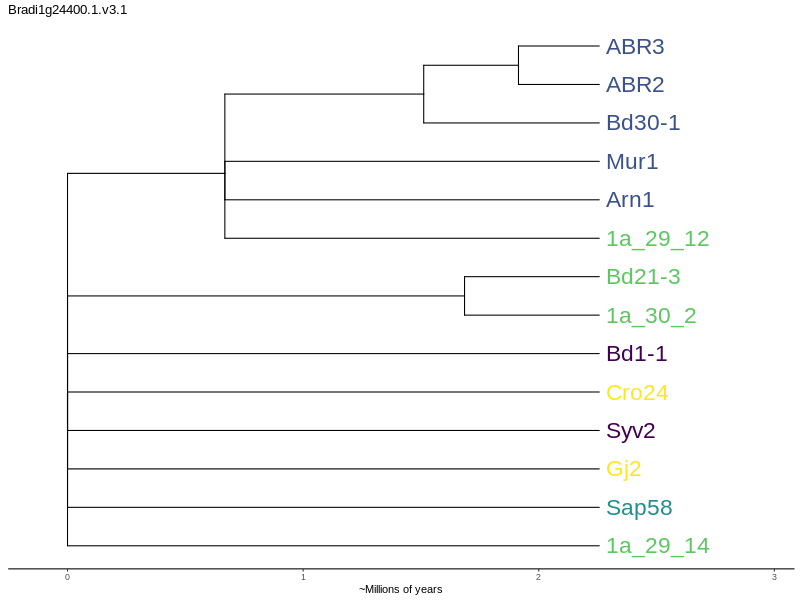 Bradi1g24400.1.v3.1
ABR3
ABR2
Bd30-1
Mur1
Arn1
1a_29_12
Bd21-3
1a_30_2
Bd1-1
Cro24
Syv2
Gj2
Sap58
1a_29_14
0 1 2 3
~Millions of years